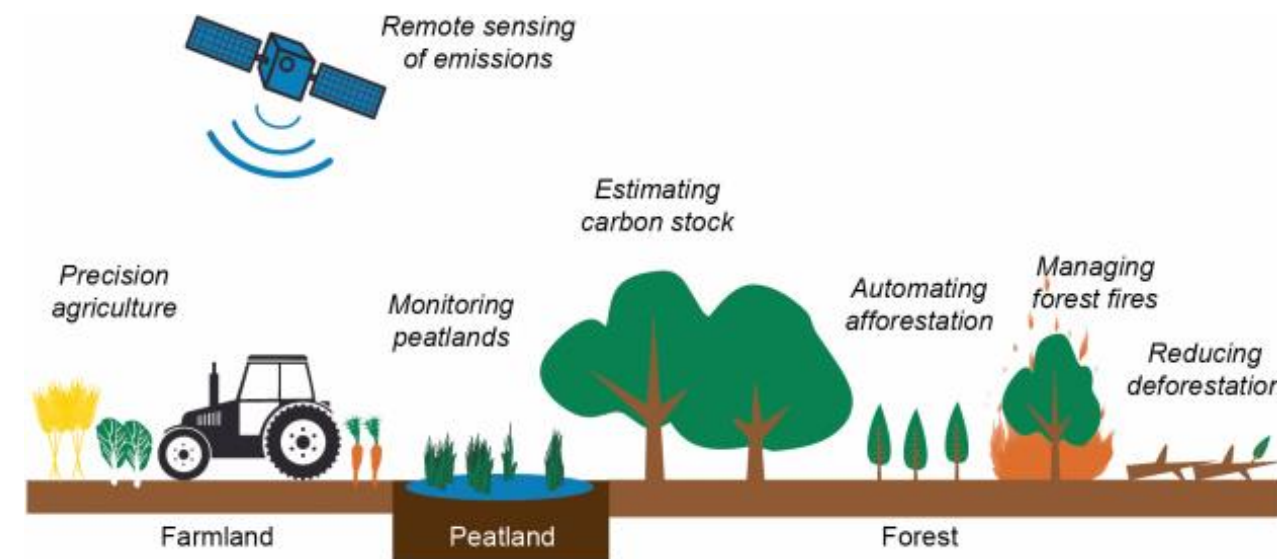 Remote sensing
of emissions
Estimating
carbon stock
Precision
agriculture
Monitoring
peatlands
Automating
afforestation
Managing
forest fires
Reducing
deforestation
Farmland
Peatland
Forest